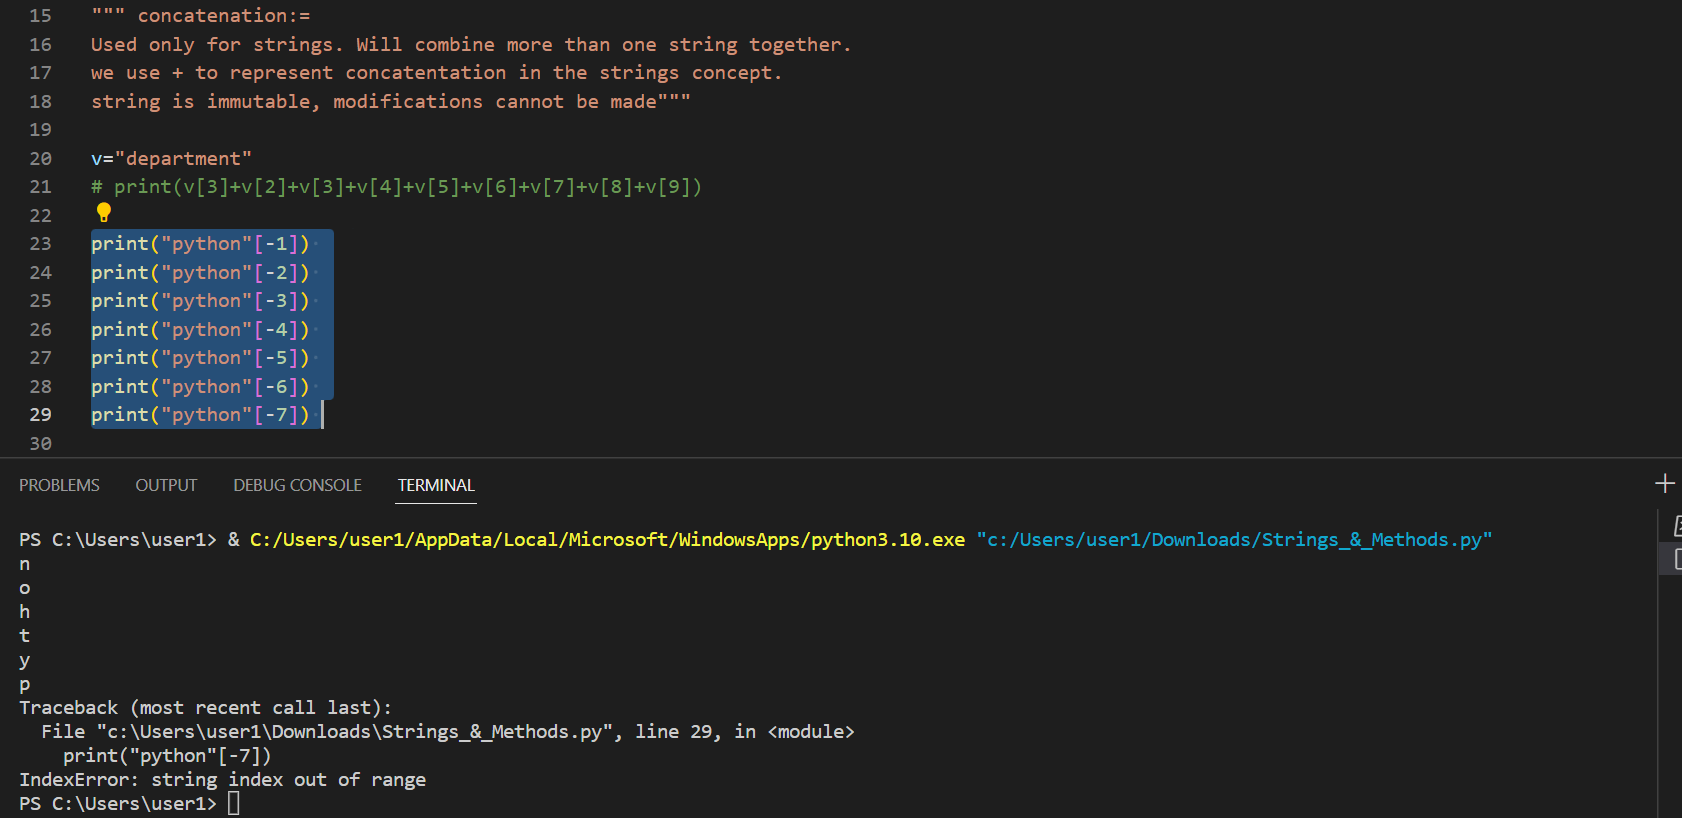 15 """ concatenation:=
16 Used only for strings. Will combine more than one string together.
17 we use + to represent concatentation in the strings concept.
18 string is immutable, modifications cannot be made"""
19
20 v="department"
21 # print(v[3]+v[2]+v[3]+v[4]+v[5]+v[6]+v[7]+v[8]+v[9])
22
23 print("python"[-1])
24 print("python"[-2])
25 print("python"[-3])
26 print("python"[-4])
27 print("python"[-5])
28 print("python"[-6])
29 print("python"[-7])
30
PROBLEMS OUTPUT DEBUG CONSOLE TERMINAL
PS C:\Users\user1> & C:/Users/user1/AppData/Local/Microsoft/WindowsApps/python3.10.exe "c:/Users/user1/Downloads/Strings_&_Methods.py"
n
o
h
t
y
p
Traceback (most recent call last):
  File "c:\Users\user1\Downloads\Strings_&_Methods.py", line 29, in <module>
    print("python"[-7])
IndexError: string index out of range
PS C:\Users\user1>